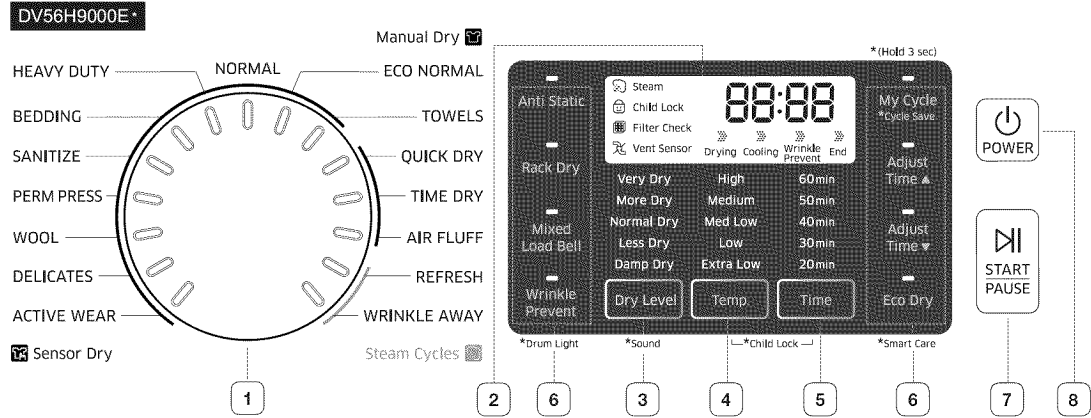 DV56H9000E*
Manual Dry
HEAVY DUTY
NORMAL
ECO NORMAL
BEDDING
TOWELS
SANITIZE
QUICK DRY
PERM PRESS
TIME DRY
WOOL
AIR FLUFF
DELICATES
REFRESH
ACTIVE WEAR
WRINKLE AWAY
Sensor Dry
Steam Cycles
*(Hold 3 sec)
Anti Static
Rack Dry
Mixed
Load Bell
Wrinkle
Prevent
Steam
Child Lock
Filter Check
Vent Sensor
88:88
Drying Cooling Wrinkle Prevent End
Very Dry High 60min
More Dry Medium 50min
Normal Dry Med Low 40min
Less Dry Low 30min
Damp Dry Extra Low 20min
Dry Level Temp Time
My Cycle
*Cycle Save
Adjust
Time ▲
Adjust
Time ▼
Eco Dry
*Drum Light *Sound *Child Lock *Smart Care
POWER
START
PAUSE
1 2 6 3 4 5 6 7 8